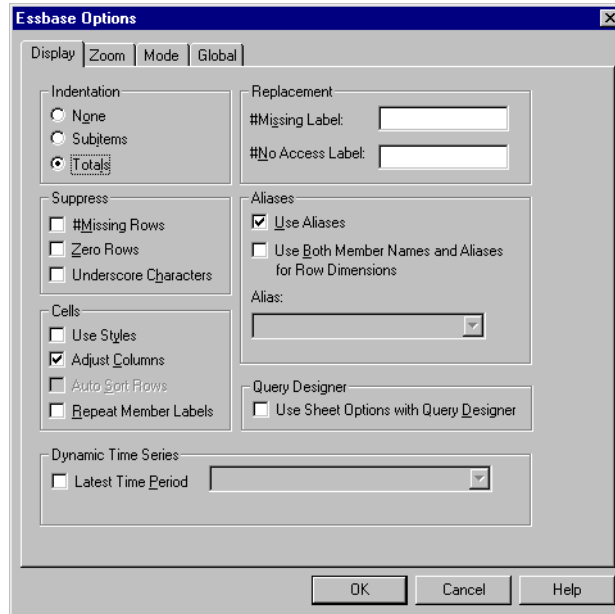 Essbase Options
Display Zoom Mode Global
Indentation
None
Subitems
Totals
Replacement
#Missing Label:
#No Access Label:
Suppress
#Missing Rows
Zero Rows
Underscore Characters
Aliases
Use Aliases
Use Both Member Names and Aliases
for Row Dimensions
Alias:
Cells
Use Styles
Adjust Columns
Auto Sort Rows
Repeat Member Labels
Query Designer
Use Sheet Options with Query Designer
Dynamic Time Series
Latest Time Period
OK Cancel Help